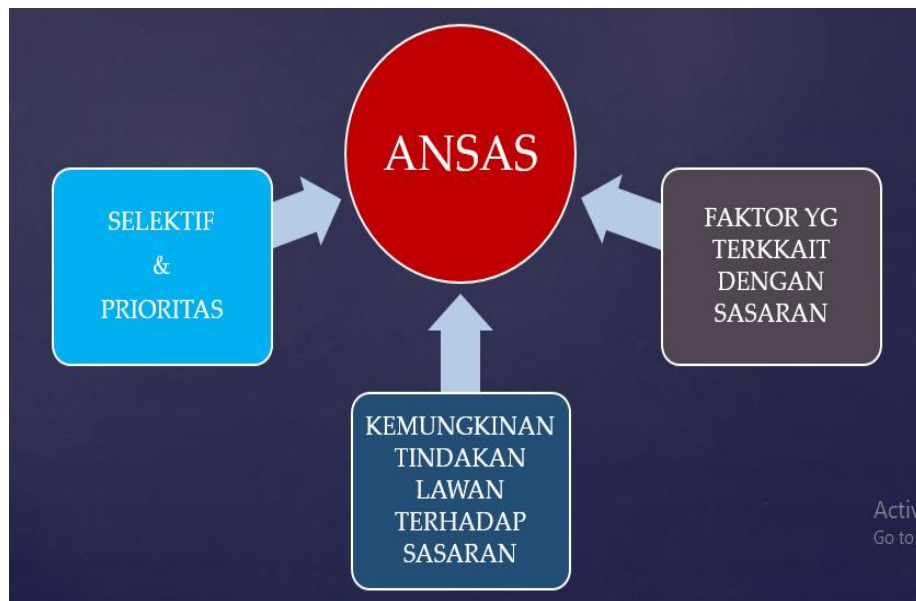 ANSAS
SELEKTIF
&
PRIORITAS
FAKTOR YG
TERKKAIT
DENGAN
SASARAN
KEMUNGKINAN
TINDAKAN
LAWAN
TERHADAP
SASARAN
Activ
Go to